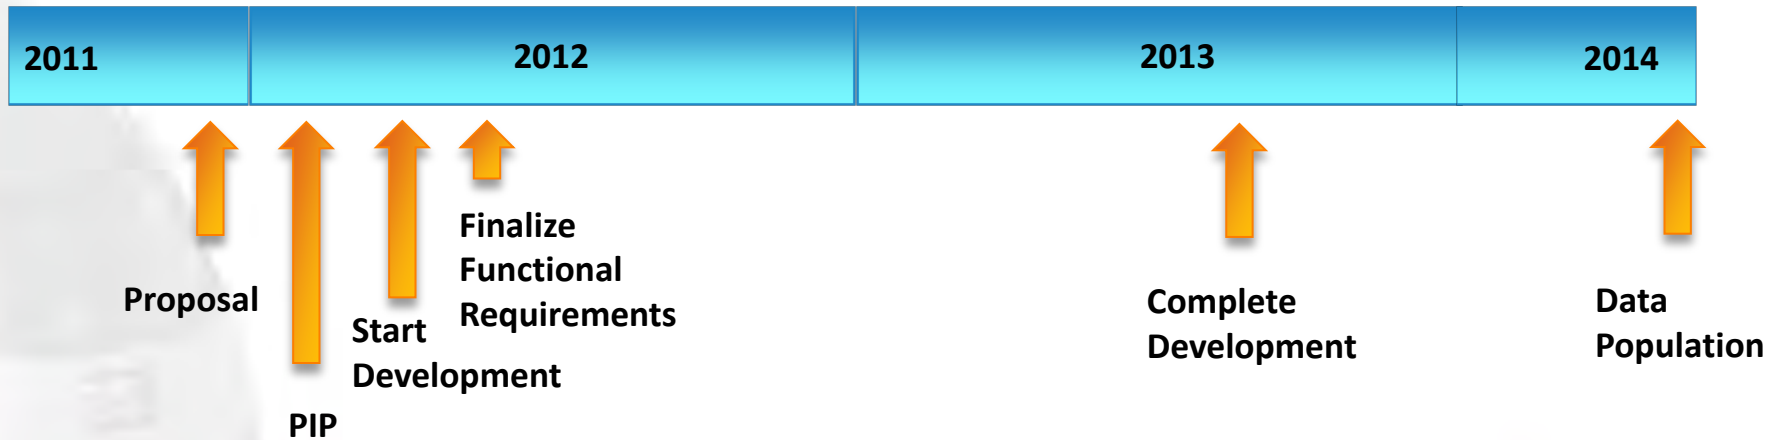 2011
2012
2013
2014
Proposal
PIP
Start
Development
Finalize
Functional
Requirements
Complete
Development
Data
Population